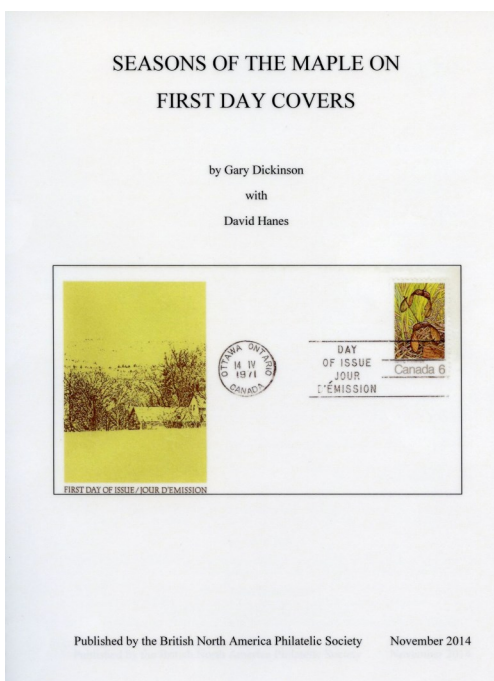 SEASONS OF THE MAPLE ON
FIRST DAY COVERS
by Gary Dickinson
with
David Hanes
OTTAWA ONTARIO
14 IV
1971
CANADA
DAY
OF ISSUE
JOUR
D'ÉMISSION
Canada 6
FIRST DAY OF ISSUE/JOUR D'EMISSION
Published by the British North America Philatelic Society November 2014